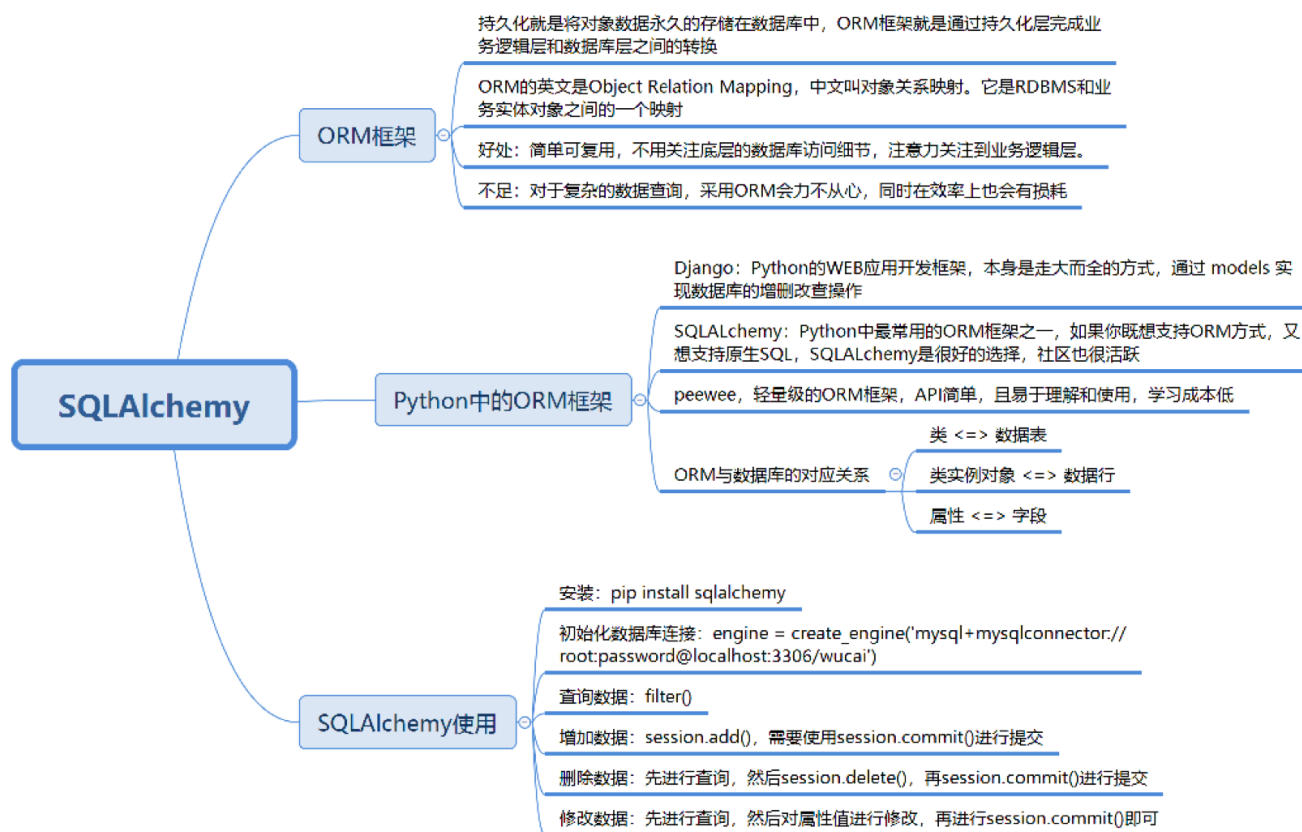 持久化就是将对象数据永久的存储在数据库中，ORM框架就是通过持久化层完成业
务逻辑层和数据库层之间的转换
ORM的英文是Object Relation Mapping，中文叫对象关系映射。它是RDBMS和业
务实体对象之间的一个映射
ORM框架
好处：简单可复用，不用关注底层的数据库访问细节，注意力关注到业务逻辑层。
不足：对于复杂的数据查询，采用ORM会力不从心，同时在效率上也会有损耗
Django：Python的WEB应用开发框架，本身是走大而全的方式，通过 models 实
现数据库的增删改查操作
SQLALchemy：Python中最常用的ORM框架之一，如果你既想支持ORM方式，又
想支持原生SQL，SQLALchemy是很好的选择，社区也很活跃
SQLAlchemy
Python中的ORM框架
peewee，轻量级的ORM框架，API简单，且易于理解和使用，学习成本低
类 <=> 数据表
ORM与数据库的对应关系
类实例对象 <=> 数据行
属性 <=> 字段
安装：pip install sqlalchemy
初始化数据库连接：engine = create_engine('mysql+mysqlconnector://
root:password@localhost:3306/wucai')
查询数据：filter()
SQLAlchemy使用
增加数据：session.add()，需要使用session.commit()进行提交
删除数据：先进行查询，然后session.delete()，再session.commit()进行提交
修改数据：先进行查询，然后对属性值进行修改，再进行session.commit()即可